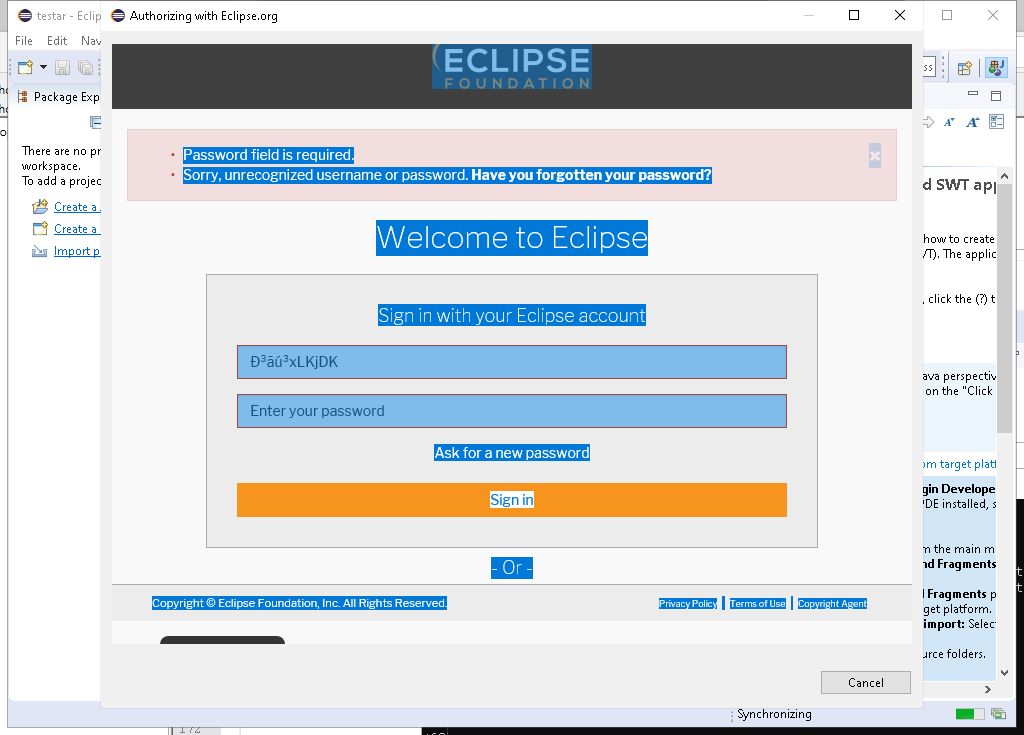 testar - Eclip
Authorizing with Eclipse.org
File Edit Nav
ECLIPSE
FOUNDATION
ss
Package Exp
There are no pr
workspace.
To add a projec
Create a
Create a
Import p
Password field is required.
Sorry, unrecognized username or password. Have you forgotten your password?
×
Welcome to Eclipse
Sign in with your Eclipse account
Ð³ãú³xLKjDK
Enter your password
Ask for a new password
Sign in
- Or -
Copyright © Eclipse Foundation, Inc. All Rights Reserved.
Privacy Policy | Terms of Use | Copyright Agent
Cancel
d SWT app
how to create
/T). The applic
, click the (?) t
ava perspectiv
on the "Click
om target platf
gin Develope
PDE installed, s
m the main m
nd Fragments
d Fragments p
get platform.
import: Selec
urce folders.
Synchronizing
172